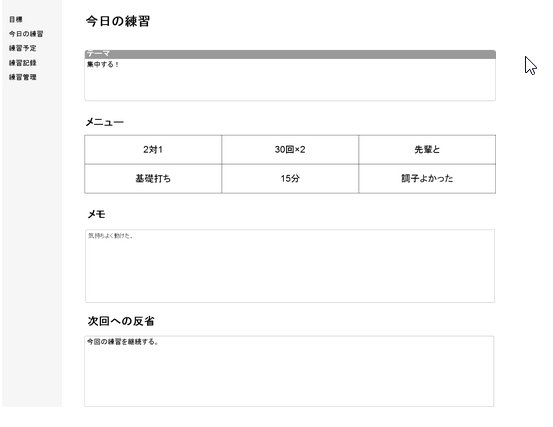 目標
今日の練習
練習予定
練習記録
練習管理
今日の練習
テーマ
集中する！
メニュー
2対1 30回×2 先輩と
基礎打ち 15分 調子よかった
メモ
気持ちよく動けた。
次回への反省
今回の練習を継続する。